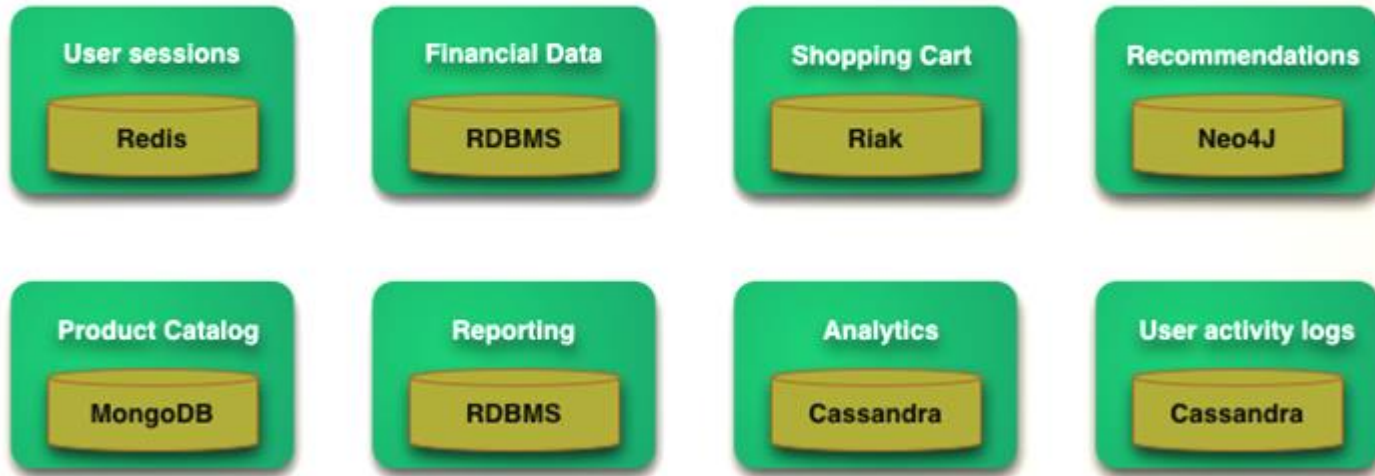 User sessions
Redis
Financial Data
RDBMS
Shopping Cart
Riak
Recommendations
Neo4J
Product Catalog
MongoDB
Reporting
RDBMS
Analytics
Cassandra
User activity logs
Cassandra